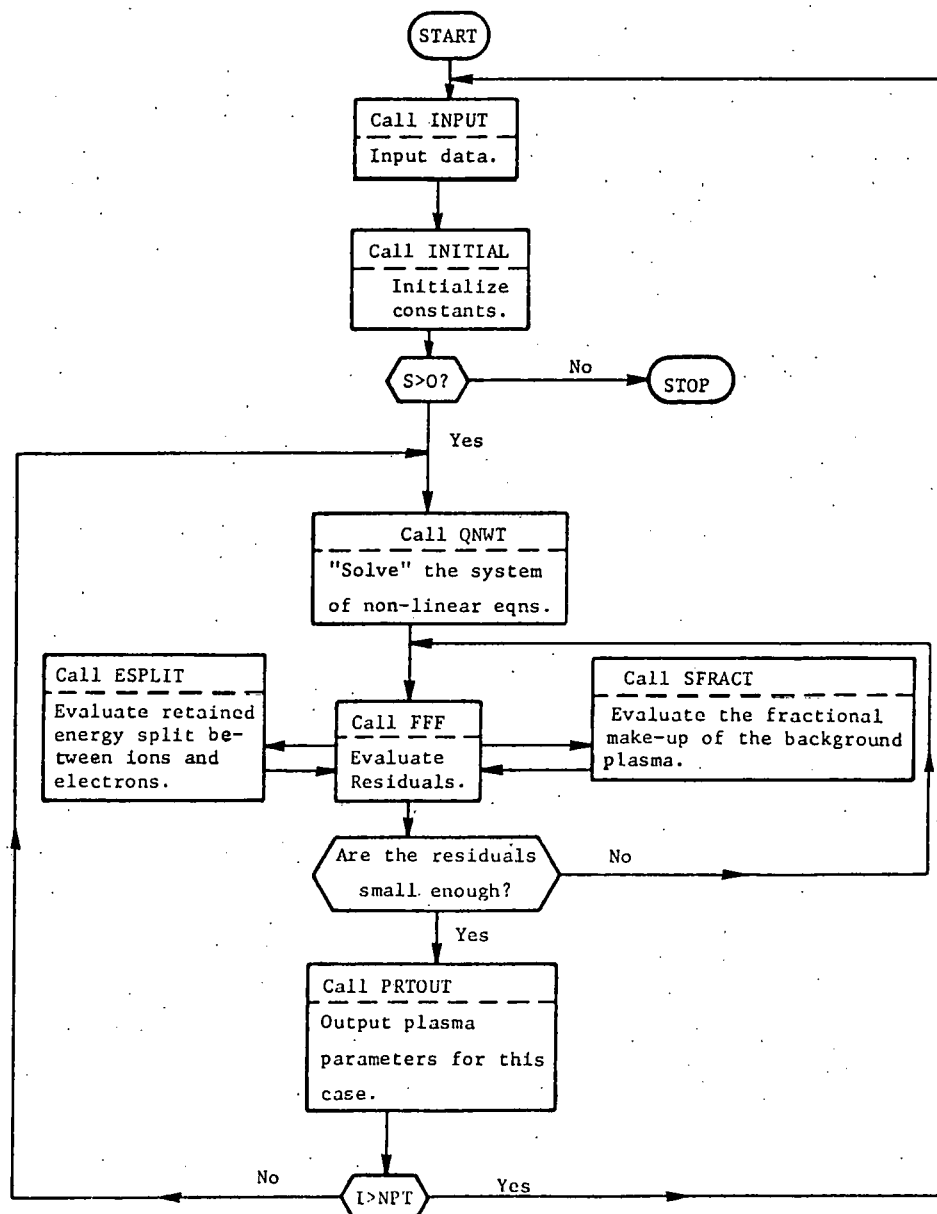 START
Call INPUT
Input data.
Call INITIAL
Initialize
constants.
S>0?
No
STOP
Yes
Call QNWT
"Solve" the system
of non-linear eqns.
Call ESPLIT
Evaluate retained
energy split be-
tween ions and
electrons.
Call FFF
Evaluate
Residuals.
Call SFRACT
Evaluate the fractional
make-up of the background
plasma.
Are the residuals
small enough?
No
Yes
Call PRTOUT
Output plasma
parameters for this
case.
No
I>NPT
Yes